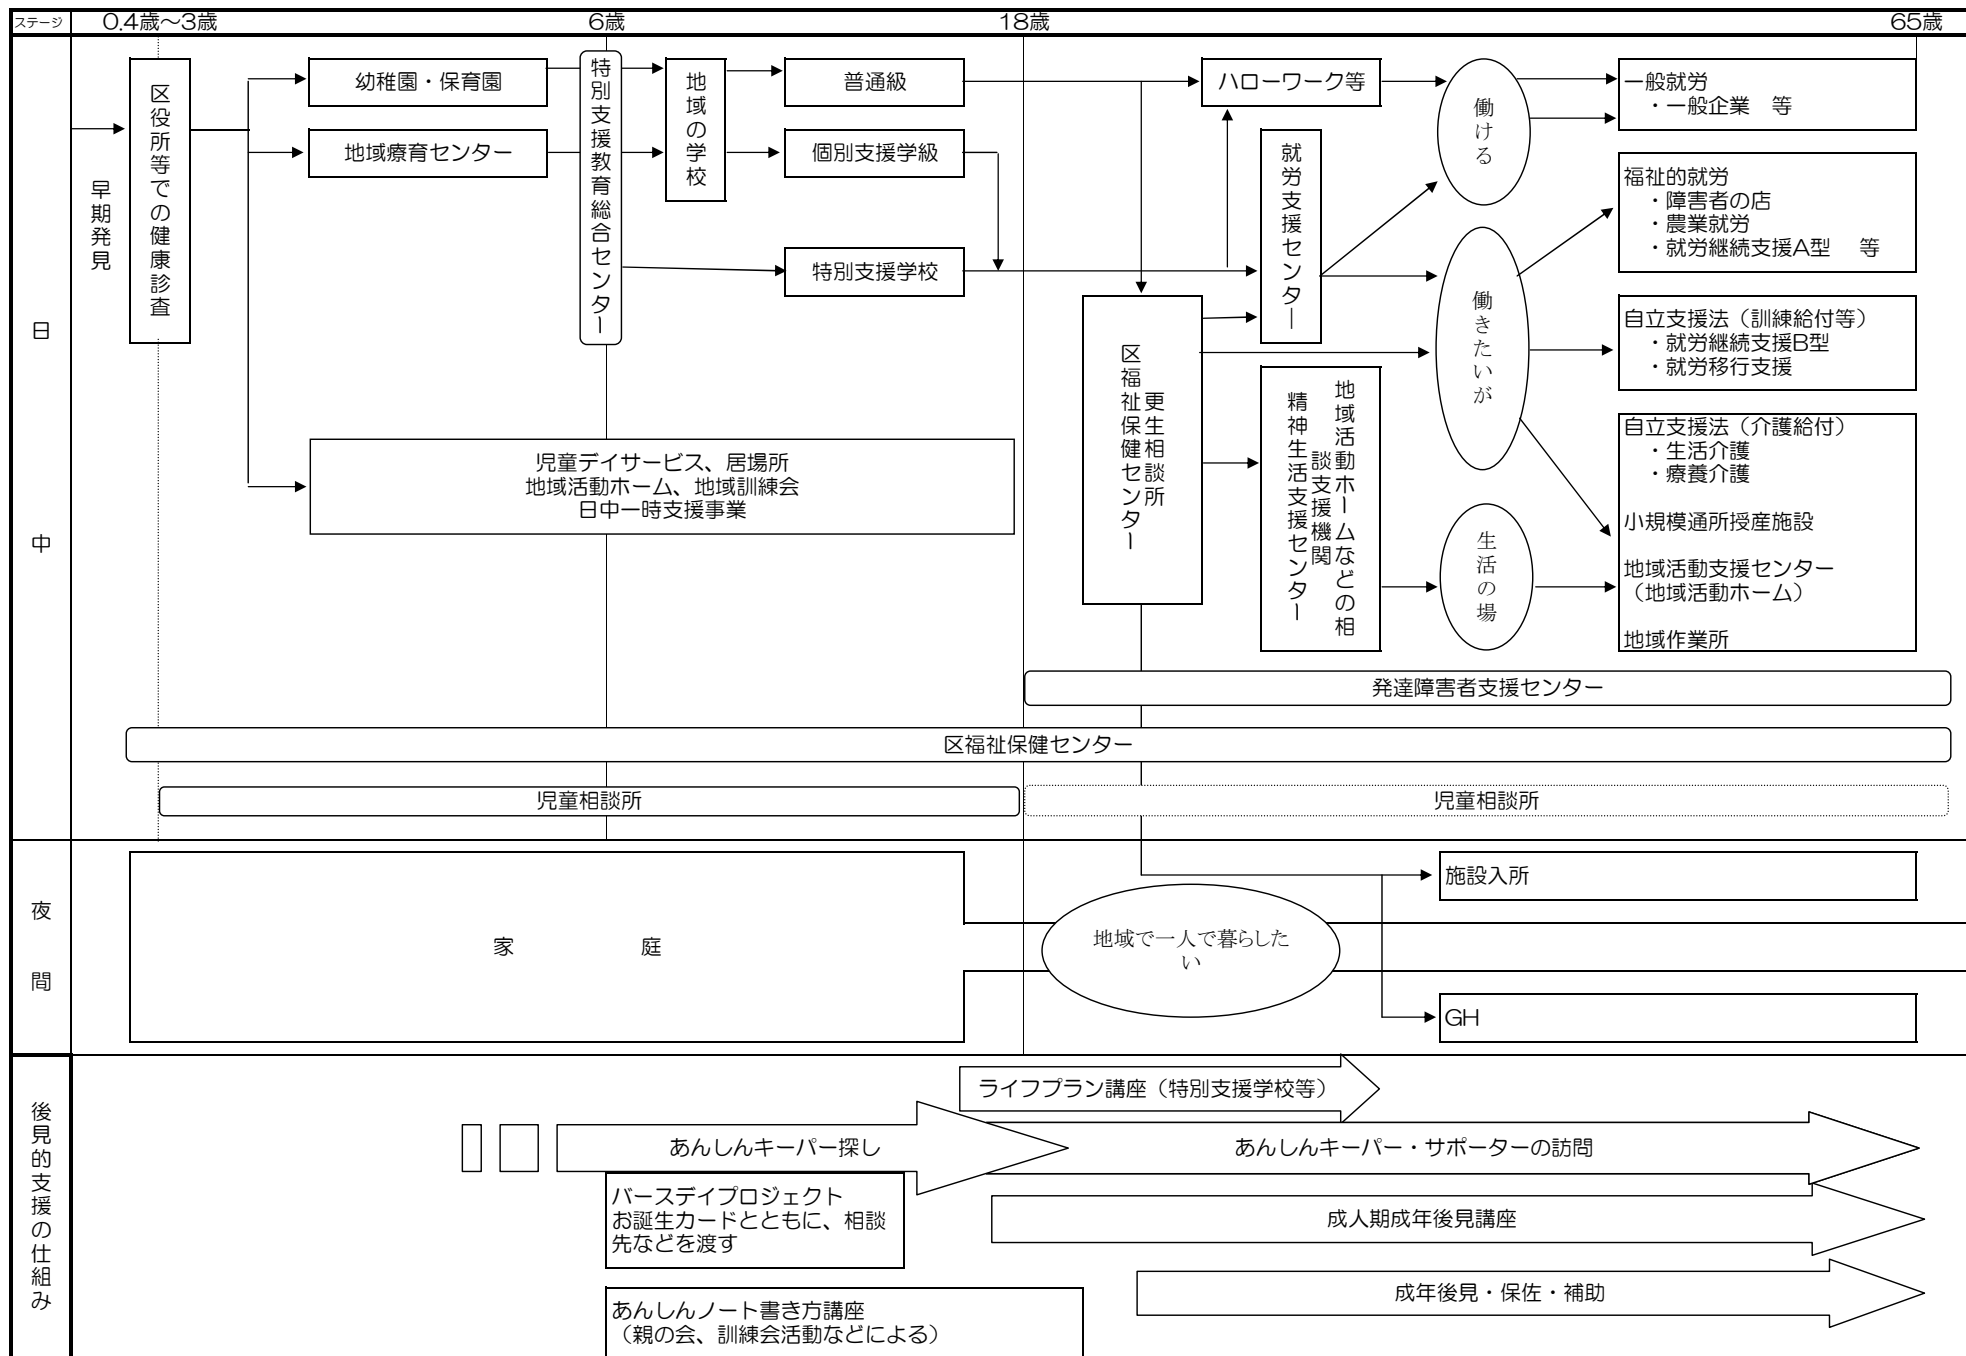 ステージ
0.4歳～3歳
6歳
18歳
65歳
日中
早期発見
区役所等での健康診査
幼稚園・保育園
地域療育センター
児童デイサービス、居場所
地域活動ホーム、地域訓練会
日中一時支援事業
特別支援教育総合センター
地域の学校
普通級
個別支援学級
特別支援学校
更生相談所
区福祉保健センター
ハローワーク等
就労支援センター
地域活動ホームなどの相
談支援機関
精神生活支援センター
働ける
働きたいが
生活の場
一般就労
・一般企業　等
福祉的就労
・障害者の店
・農業就労
・就労継続支援A型　等
自立支援法（訓練給付等）
・就労継続支援B型
・就労移行支援
自立支援法（介護給付）
・生活介護
・療養介護
小規模通所授産施設
地域活動支援センター
（地域活動ホーム）
地域作業所
発達障害者支援センター
区福祉保健センター
児童相談所
児童相談所
夜間
家　庭
地域で一人で暮らした
い
施設入所
GH
後見的支援の仕組み
ライフプラン講座（特別支援学校等）
あんしんキーパー探し
あんしんキーパー・サポーターの訪問
バースデイプロジェクト
お誕生カードとともに、相談
先などを渡す
成人期成年後見講座
成年後見・保佐・補助
あんしんノート書き方講座
（親の会、訓練会活動などによる）